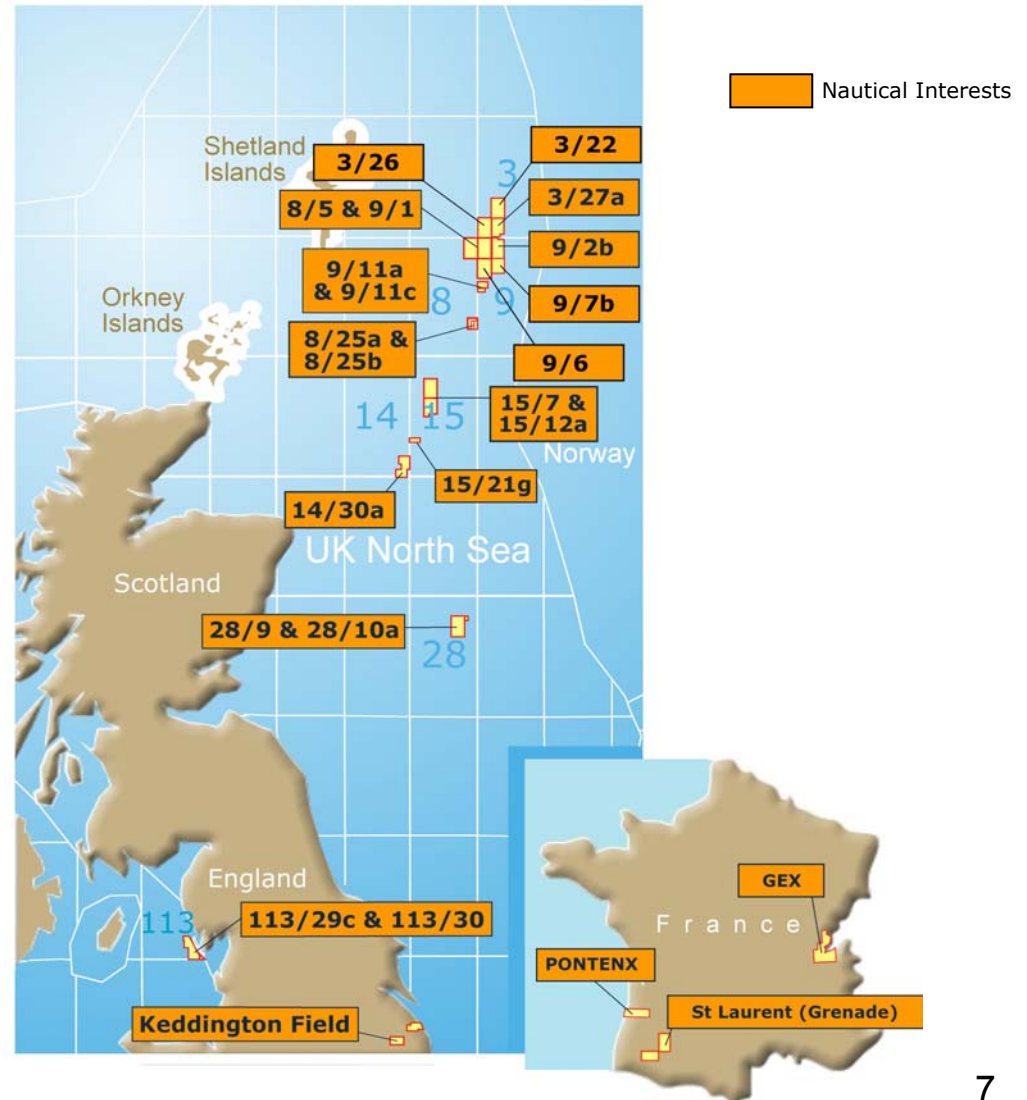 Nautical Interests
Shetland
Islands
3/26
3/22
3
8/5 & 9/1
3/27a
9/11a
& 9/11c
9/2b
8
9
9/7b
Orkney
Islands
8/25a &
8/25b
9/6
14
15
15/7 &
15/12a
Norway
15/21g
14/30a
UK North Sea
Scotland
28/9 & 28/10a
28
England
113
113/29c & 113/30
Keddington Field
GEX
France
PONTENX
St Laurent (Grenade)
7